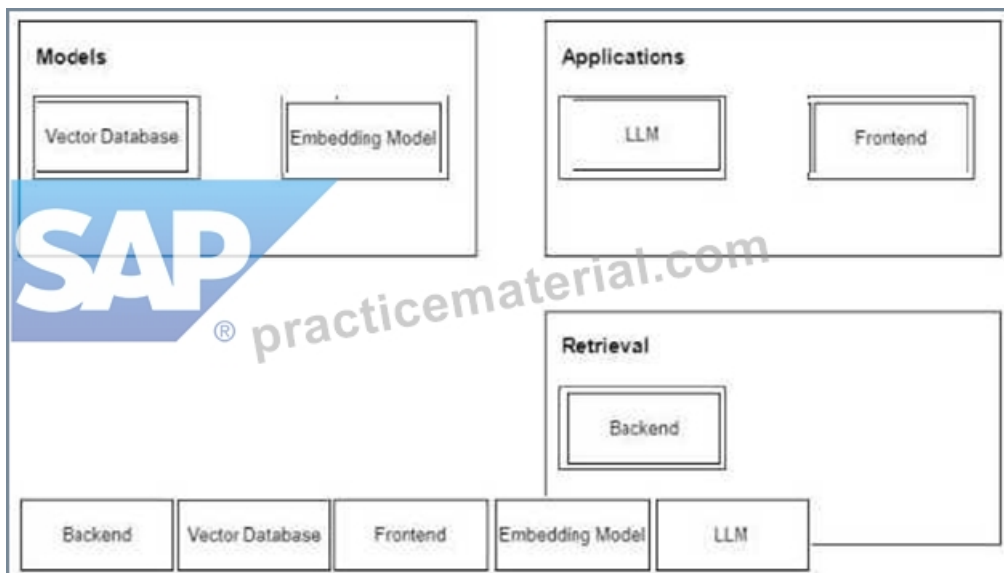 Models
Vector Database
Embedding Model
Applications
LLM
Frontend
SAP
®
practicematerial.com
Retrieval
Backend
Backend
Vector Database
Frontend
Embedding Model
LLM